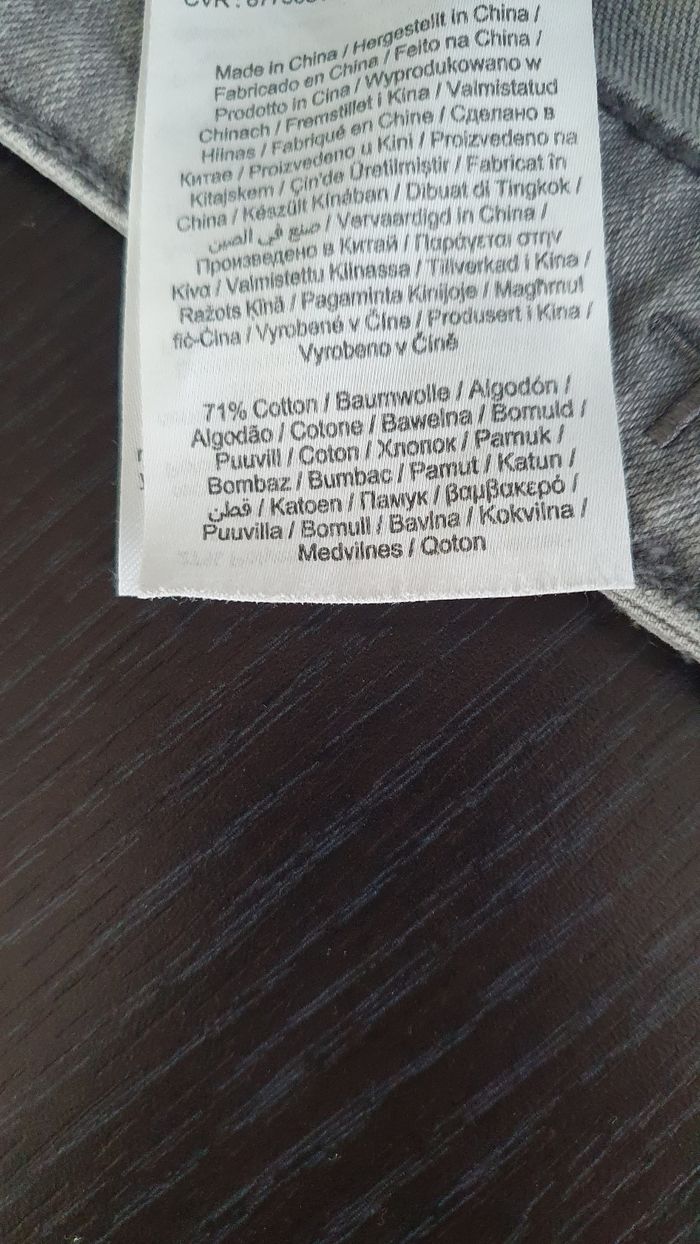 Made in China / Hergestellt in China /
Fabricado en China / Feito na China /
Prodotto in Cina / Wyprodukowano w
Chinach / Fremstillet i Kina / Valmistatud
Hiinas / Fabriqué en Chine / Сделано в
Китае / Proizvedeno u Kini / Proizvedeno na
Kitajskem / Çin'de Üretilmiştir / Fabricat în
China / Készült Kínában / Dibuat di Tingkok /
صنع في الصين / Vervaardigd in China /
Произведено в Китай / Παράγεται στην
Κίνα / Valmistettu Kiinassa / Tillverkad i Kina /
Ražots Kīnā / Pagaminta Kinijoje / Magħmul
fiċ-Ċina / Vyrobené v Číne / Produsert i Kina /
Vyrobeno v Číně
71% Cotton / Baumwolle / Algodón /
Algodão / Cotone / Bawełna / Bomuld /
Puuvill / Coton / Хлопок / Pamuk /
Bombaž / Bumbac / Pamut / Katun /
قطن / Katoen / Памук / βαμβακερό /
Puuvilla / Bomull / Bavlna / Kokvilna /
Medvilnės / Qoton